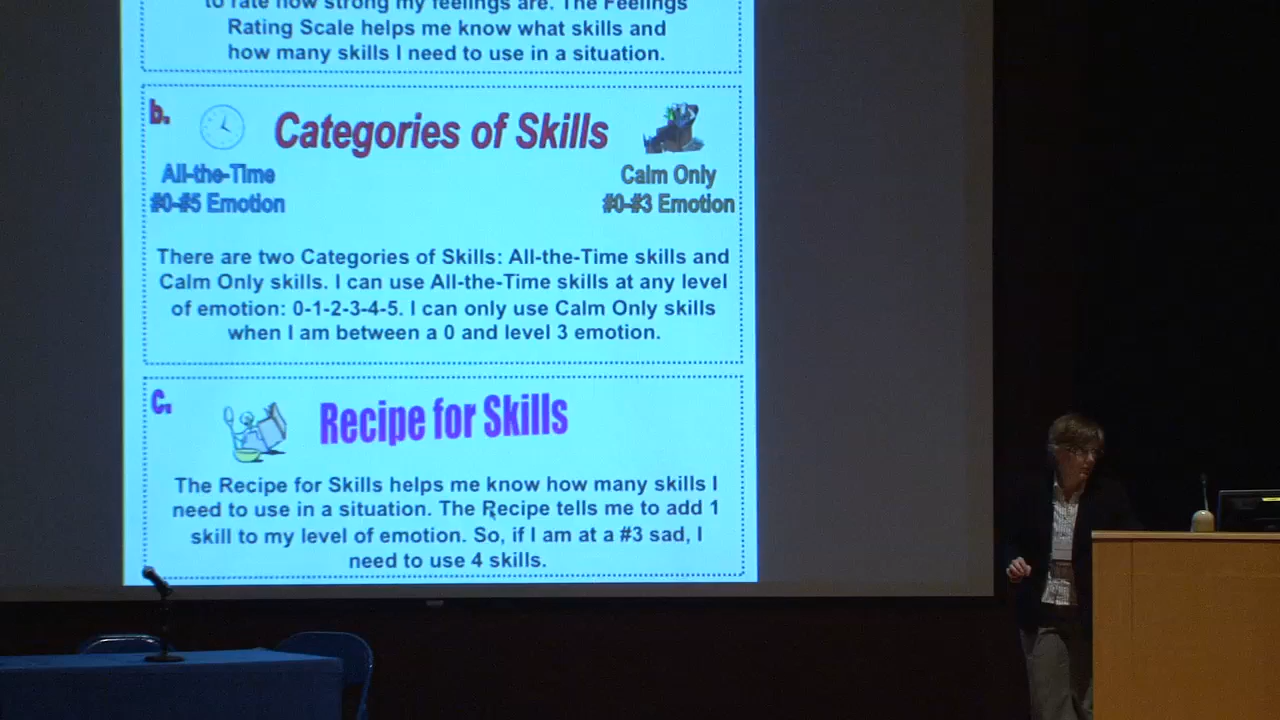 to rate how strong my feelings are. The Feelings
Rating Scale helps me know what skills and
how many skills I need to use in a situation.
b.
Categories of Skills
All-the-Time
#0-#5 Emotion
Calm Only
#0-#3 Emotion
There are two Categories of Skills: All-the-Time skills and
Calm Only skills. I can use All-the-Time skills at any level
of emotion: 0-1-2-3-4-5. I can only use Calm Only skills
when I am between a 0 and level 3 emotion.
c.
Recipe for Skills
The Recipe for Skills helps me know how many skills I
need to use in a situation. The Recipe tells me to add 1
skill to my level of emotion. So, if I am at a #3 sad, I
need to use 4 skills.